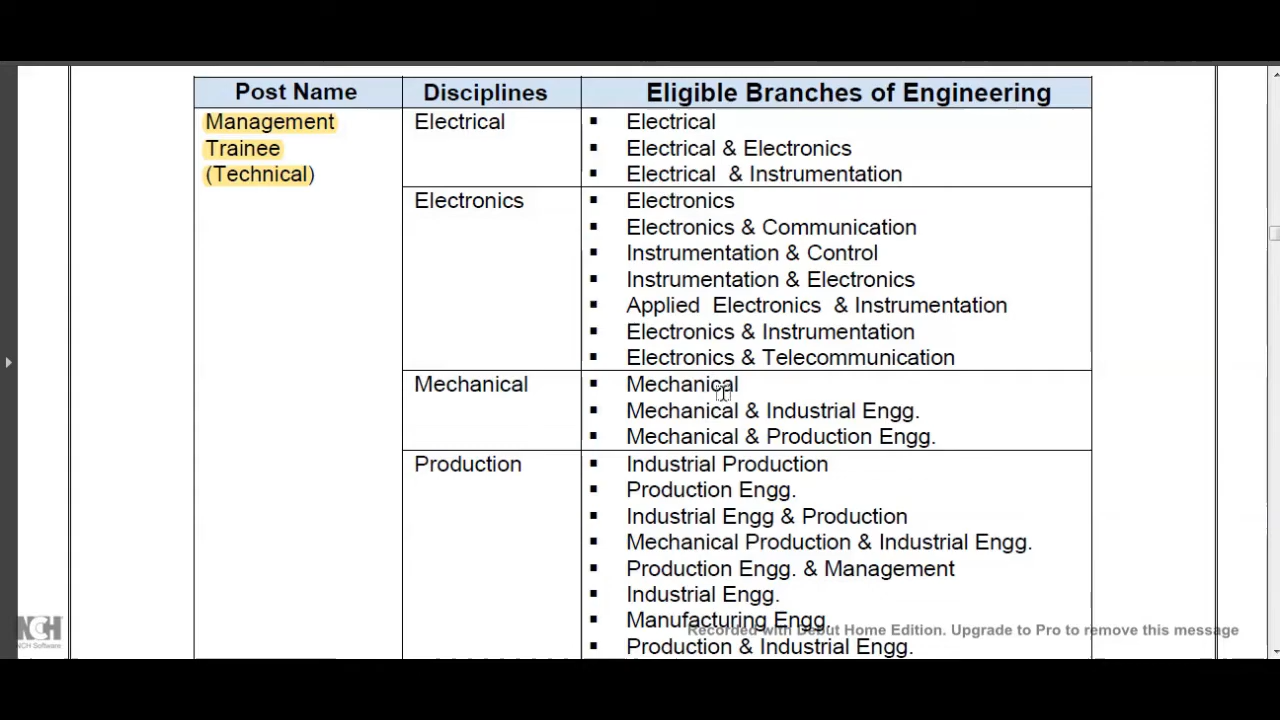 Post Name Disciplines Eligible Branches of Engineering
Management Electrical ▪ Electrical
Trainee ▪ Electrical & Electronics
(Technical) ▪ Electrical & Instrumentation
Electronics ▪ Electronics
▪ Electronics & Communication
▪ Instrumentation & Control
▪ Instrumentation & Electronics
▪ Applied Electronics & Instrumentation
▪ Electronics & Instrumentation
▪ Electronics & Telecommunication
Mechanical ▪ Mechanical
▪ Mechanical & Industrial Engg.
▪ Mechanical & Production Engg.
Production ▪ Industrial Production
▪ Production Engg.
▪ Industrial Engg & Production
▪ Mechanical Production & Industrial Engg.
▪ Production Engg. & Management
▪ Industrial Engg.
▪ Manufacturing Engg.
NCH Recorded with Debut Home Edition. Upgrade to Pro to remove this message
NCH Software
▪ Production & Industrial Engg.